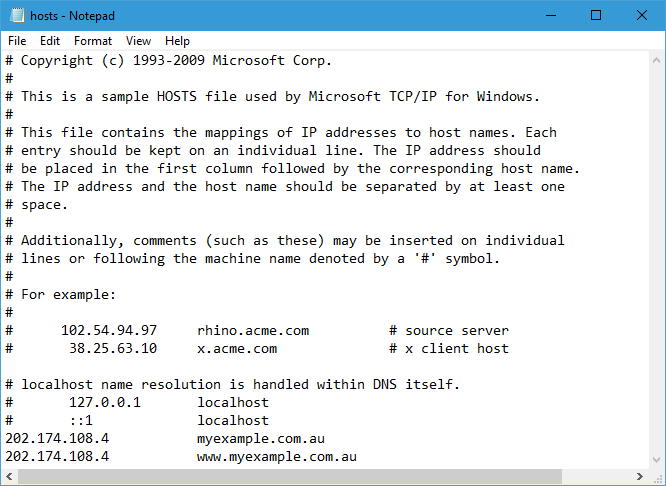 hosts - Notepad
File Edit Format View Help
# Copyright (c) 1993-2009 Microsoft Corp.
#
# This is a sample HOSTS file used by Microsoft TCP/IP for Windows.
#
# This file contains the mappings of IP addresses to host names. Each
# entry should be kept on an individual line. The IP address should
# be placed in the first column followed by the corresponding host name.
# The IP address and the host name should be separated by at least one
# space.
#
# Additionally, comments (such as these) may be inserted on individual
# lines or following the machine name denoted by a '#' symbol.
#
# For example:
#
#      102.54.94.97     rhino.acme.com          # source server
#       38.25.63.10     x.acme.com              # x client host

# localhost name resolution is handled within DNS itself.
#       127.0.0.1       localhost
#       ::1             localhost
202.174.108.4           myexample.com.au
202.174.108.4           www.myexample.com.au